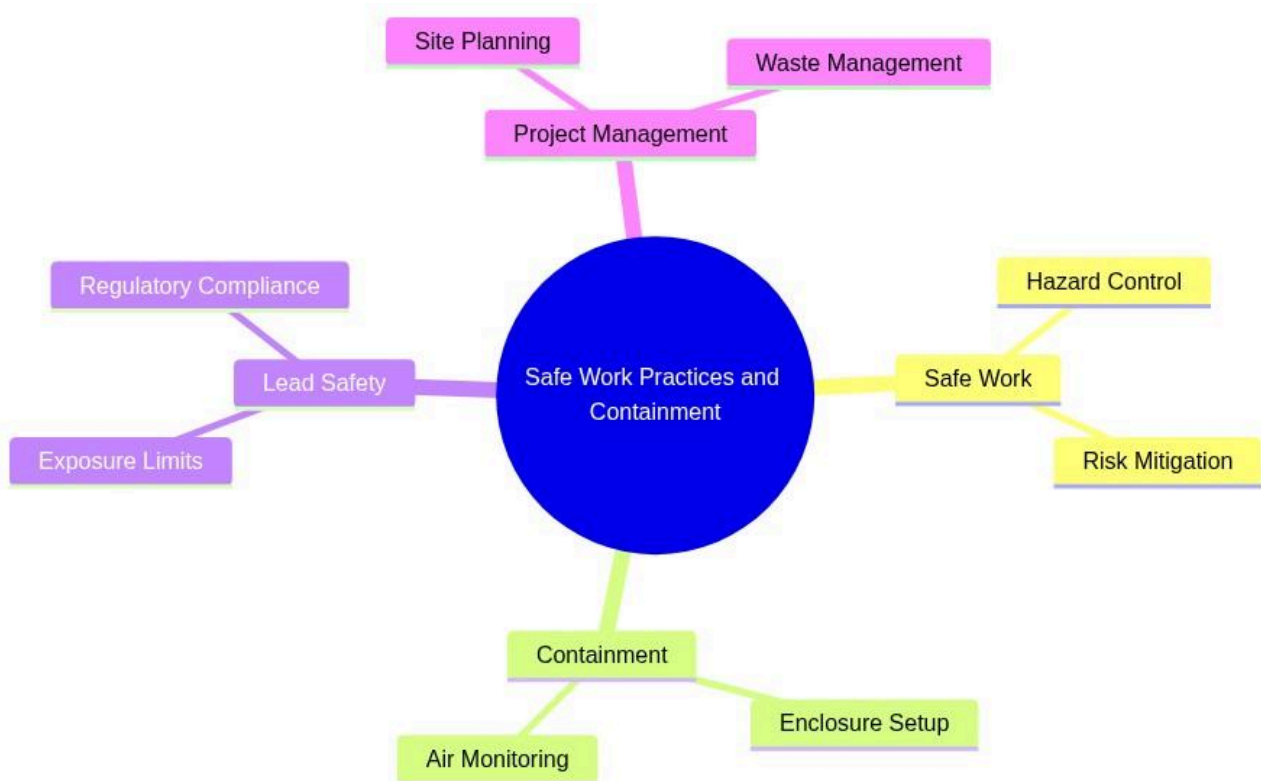 Site Planning
Waste Management
Project Management
Regulatory Compliance
Hazard Control
Lead Safety
Safe Work Practices and
Containment
Safe Work
Exposure Limits
Risk Mitigation
Containment
Enclosure Setup
Air Monitoring